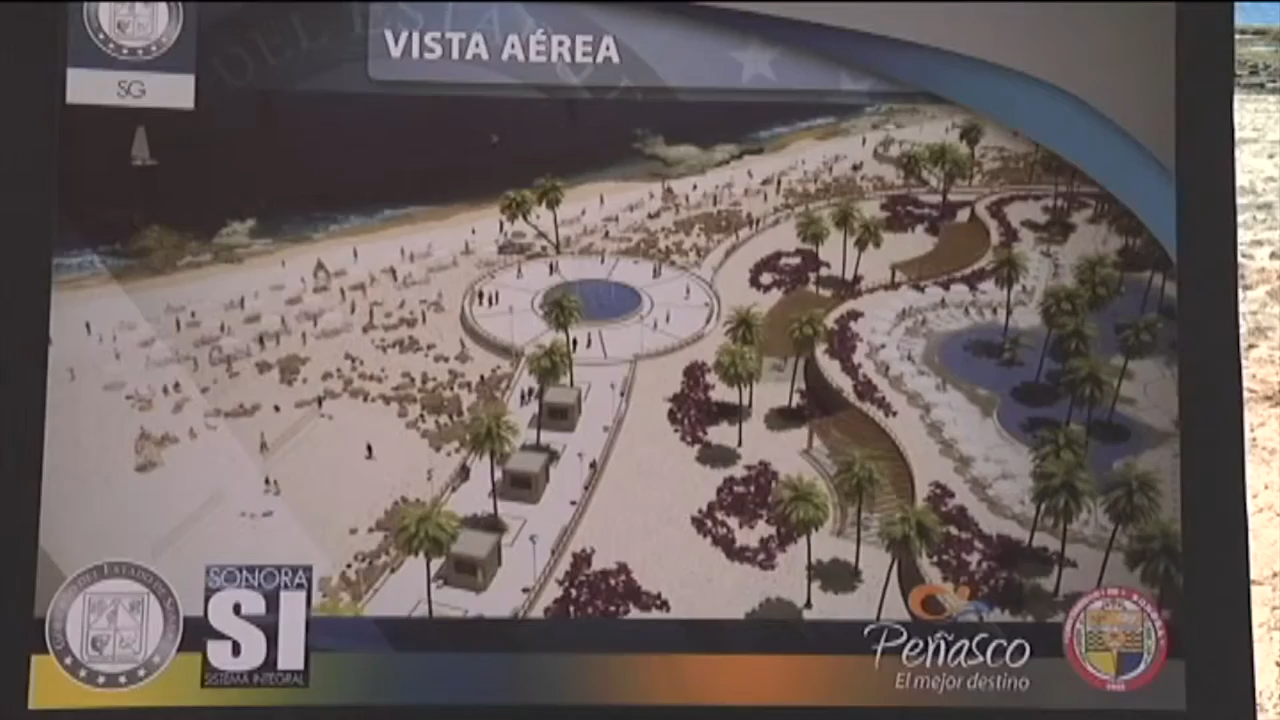 VISTA AÉREA
SG
SONORA
SI
SISTEMA INTEGRAL
Peñasco
El mejor destino